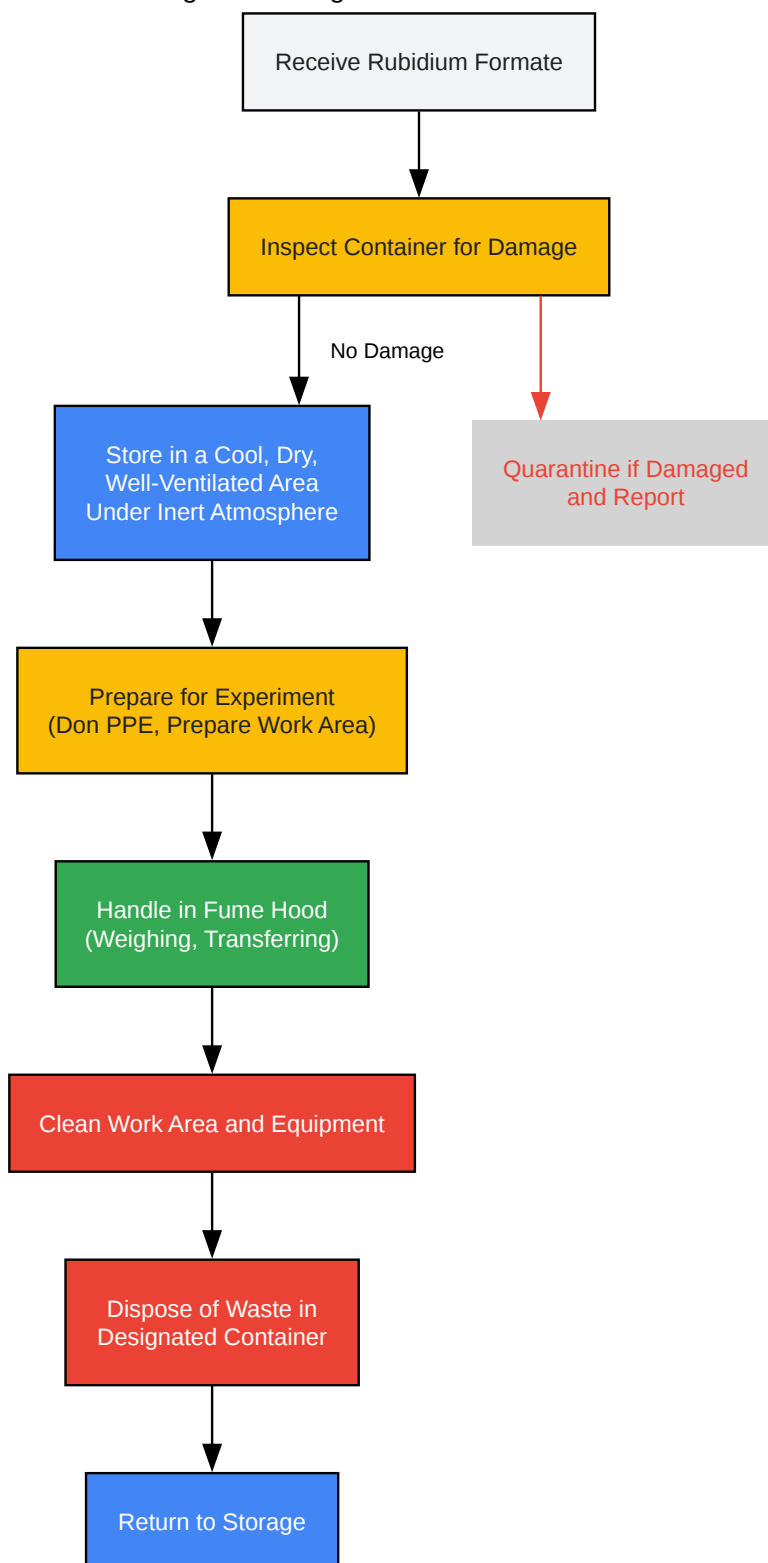 Receive Rubidium Formate
Inspect Container for Damage
No Damage
Store in a Cool, Dry,
Well-Ventilated Area
Under Inert Atmosphere
Quarantine if Damaged
and Report
Prepare for Experiment
(Don PPE, Prepare Work Area)
Handle in Fume Hood
(Weighing, Transferring)
Clean Work Area and Equipment
Dispose of Waste in
Designated Container
Return to Storage